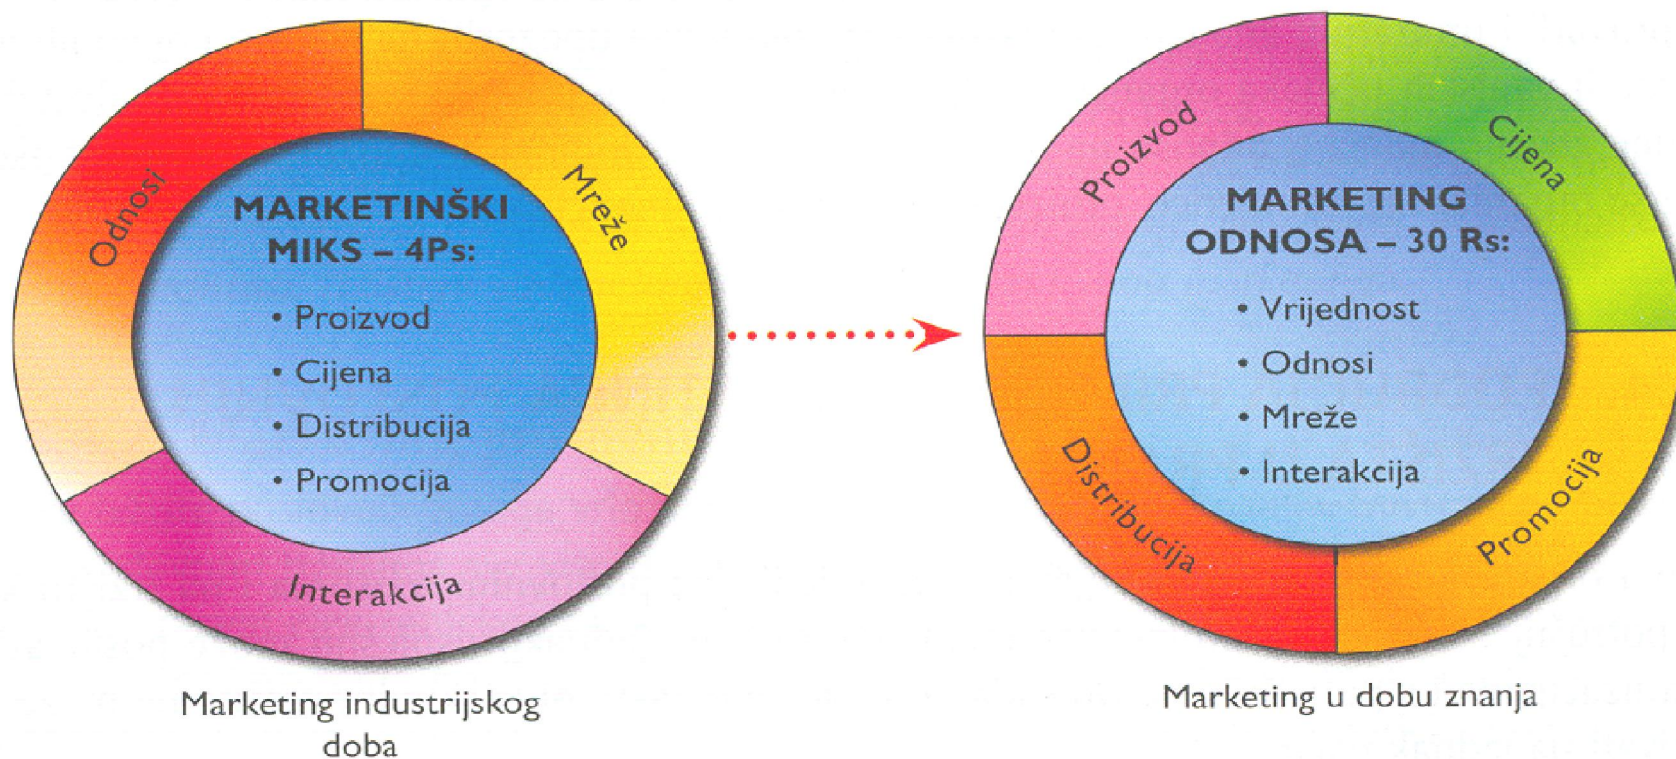 Odnosi
Mreže
MARKETINŠKI
MIKS – 4Ps:
• Proizvod
• Cijena
• Distribucija
• Promocija
Interakcija
Marketing industrijskog
doba
Proizvod
Cijena
MARKETING
ODNOSA – 30 Rs:
• Vrijednost
• Odnosi
• Mreže
• Interakcija
Distribucija
Promocija
Marketing u dobu znanja